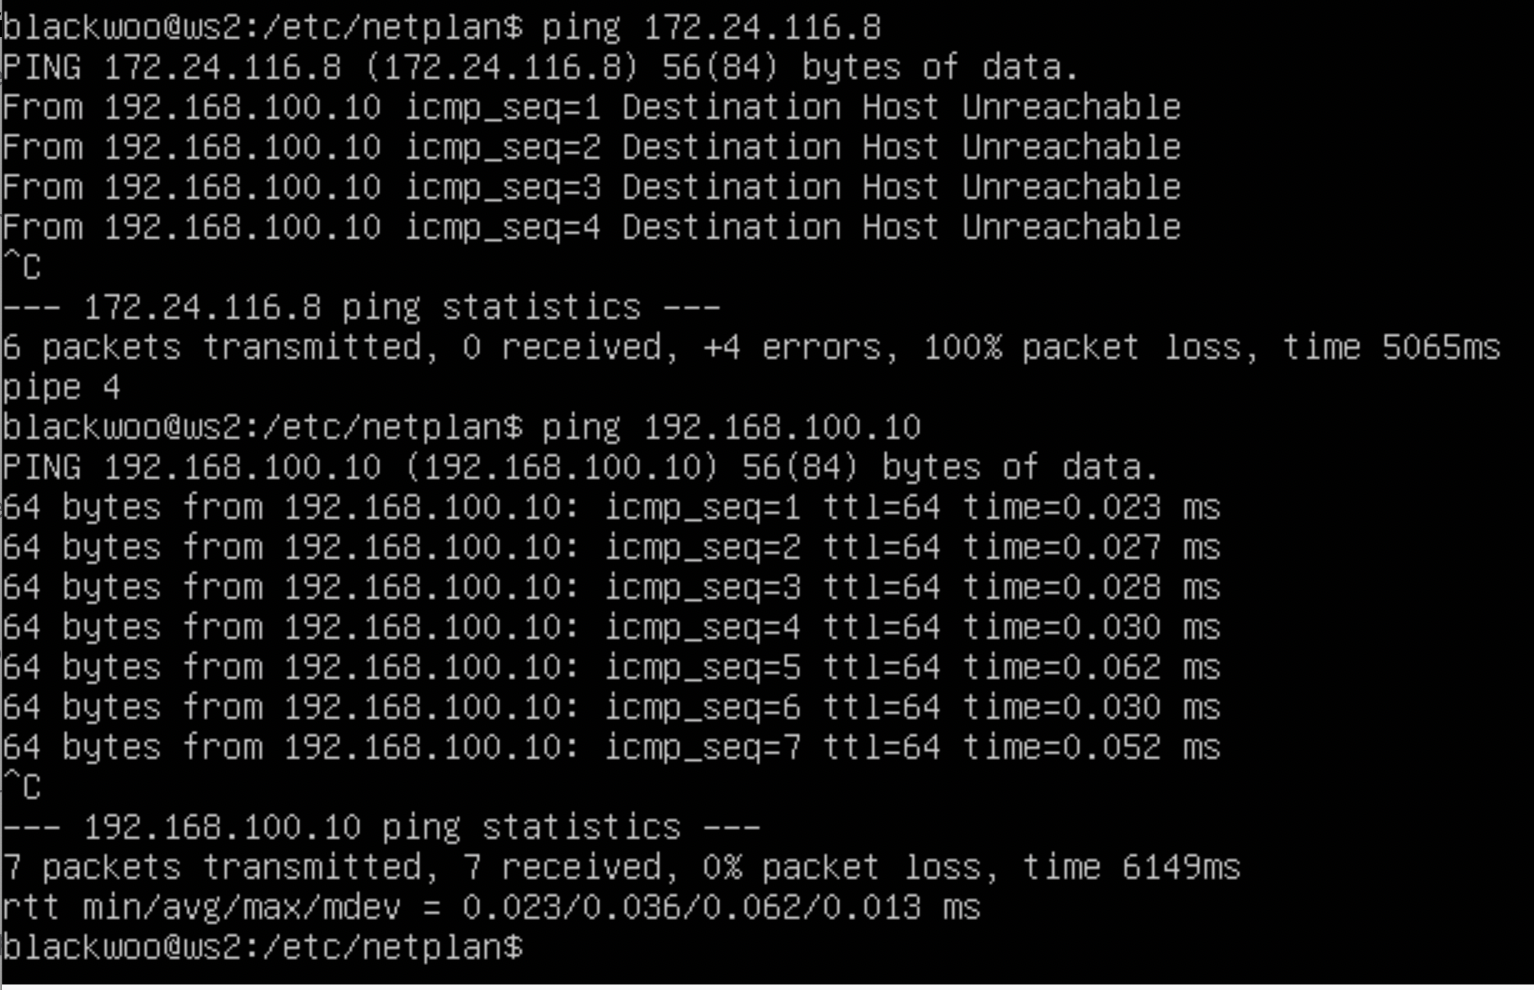 blackwoo@ws2:/etc/netplan$ ping 172.24.116.8
PING 172.24.116.8 (172.24.116.8) 56(84) bytes of data.
From 192.168.100.10 icmp_seq=1 Destination Host Unreachable
From 192.168.100.10 icmp_seq=2 Destination Host Unreachable
From 192.168.100.10 icmp_seq=3 Destination Host Unreachable
From 192.168.100.10 icmp_seq=4 Destination Host Unreachable
^C
--- 172.24.116.8 ping statistics ---
6 packets transmitted, 0 received, +4 errors, 100% packet loss, time 5065ms
pipe 4
blackwoo@ws2:/etc/netplan$ ping 192.168.100.10
PING 192.168.100.10 (192.168.100.10) 56(84) bytes of data.
64 bytes from 192.168.100.10: icmp_seq=1 ttl=64 time=0.023 ms
64 bytes from 192.168.100.10: icmp_seq=2 ttl=64 time=0.027 ms
64 bytes from 192.168.100.10: icmp_seq=3 ttl=64 time=0.028 ms
64 bytes from 192.168.100.10: icmp_seq=4 ttl=64 time=0.030 ms
64 bytes from 192.168.100.10: icmp_seq=5 ttl=64 time=0.062 ms
64 bytes from 192.168.100.10: icmp_seq=6 ttl=64 time=0.030 ms
64 bytes from 192.168.100.10: icmp_seq=7 ttl=64 time=0.052 ms
^C
--- 192.168.100.10 ping statistics ---
7 packets transmitted, 7 received, 0% packet loss, time 6149ms
rtt min/avg/max/mdev = 0.023/0.036/0.062/0.013 ms
blackwoo@ws2:/etc/netplan$